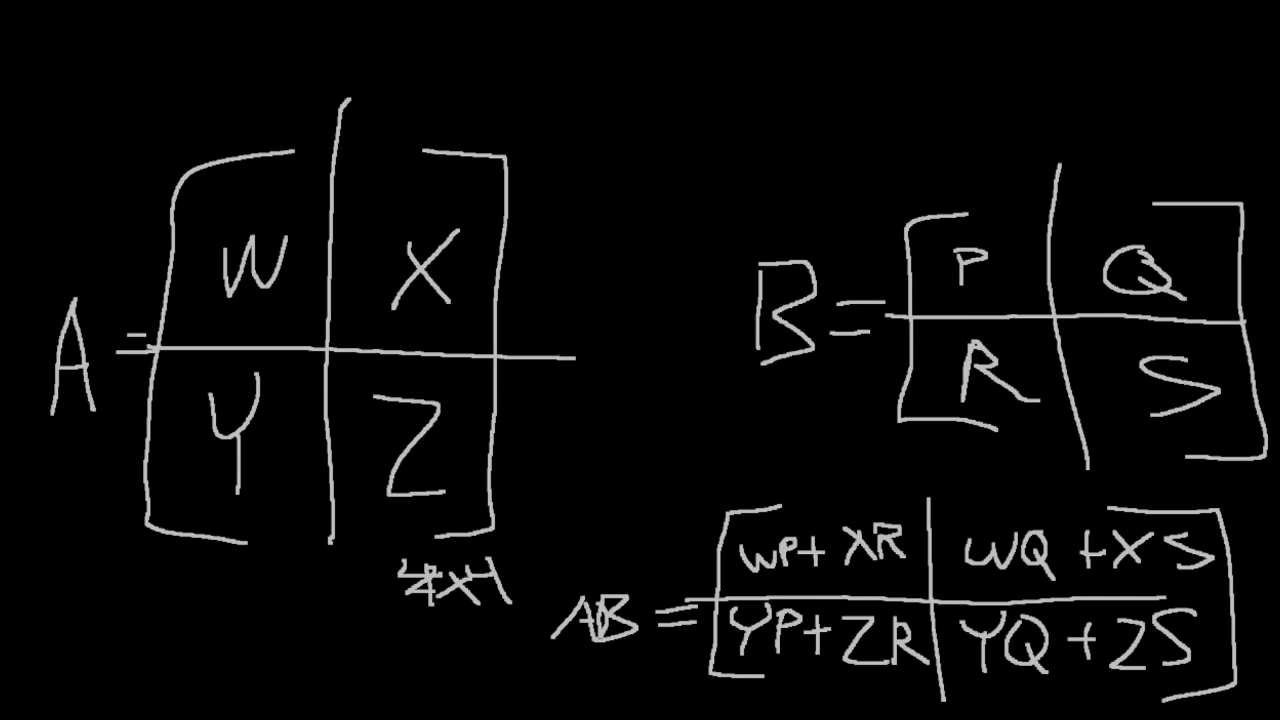 A = [ W | X ]
[ Y | Z ]
4x4
B = [ P | Q ]
[ R | S ]
AB = [ WP + XR | WQ + XS ]
[ YP + ZR | YQ + ZS ]